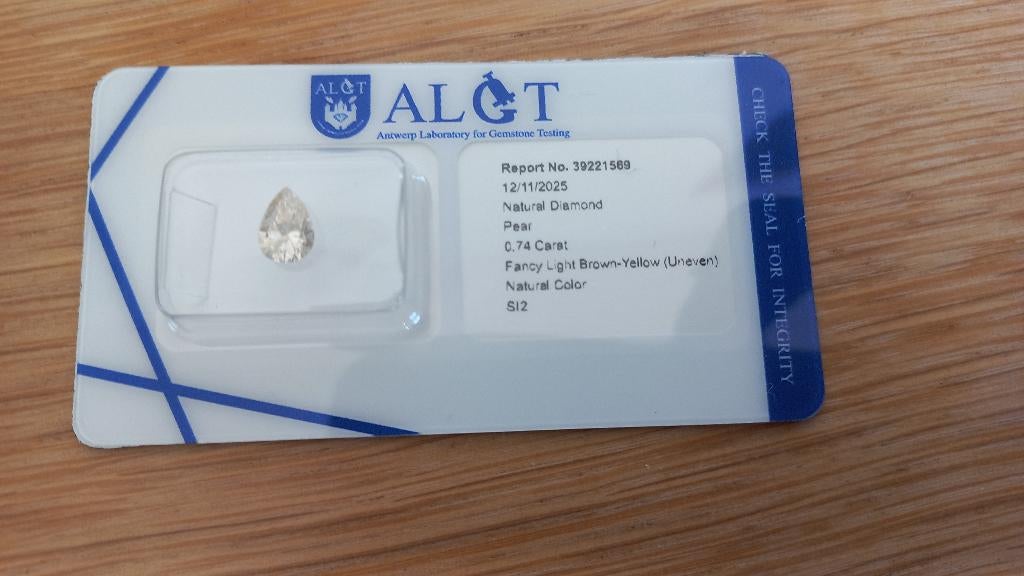 ALGT
ALGT
Antwerp Laboratory for Gemstone Testing
Report No. 39221569
12/11/2025
Natural Diamond
Pear
0.74 Carat
Fancy Light Brown-Yellow (Uneven)
Natural Color
SI2
CHECK THE SEAL FOR INTEGRITY